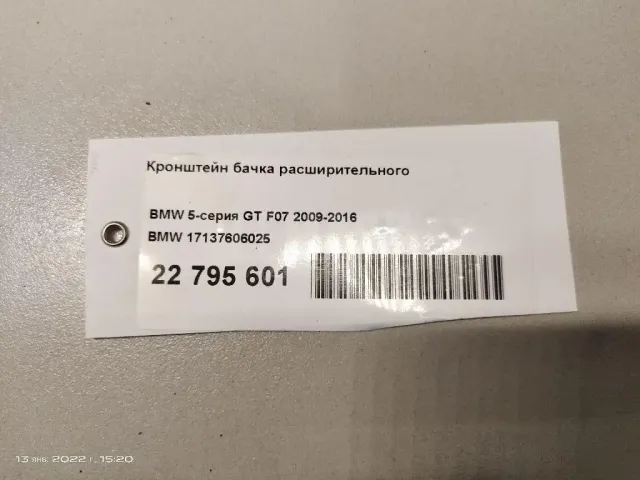 Кронштейн бачка расширительного
BMW 5-серия GT F07 2009-2016
BMW 17137606025
22 795 601
13 янв. 2022 г., 15:20